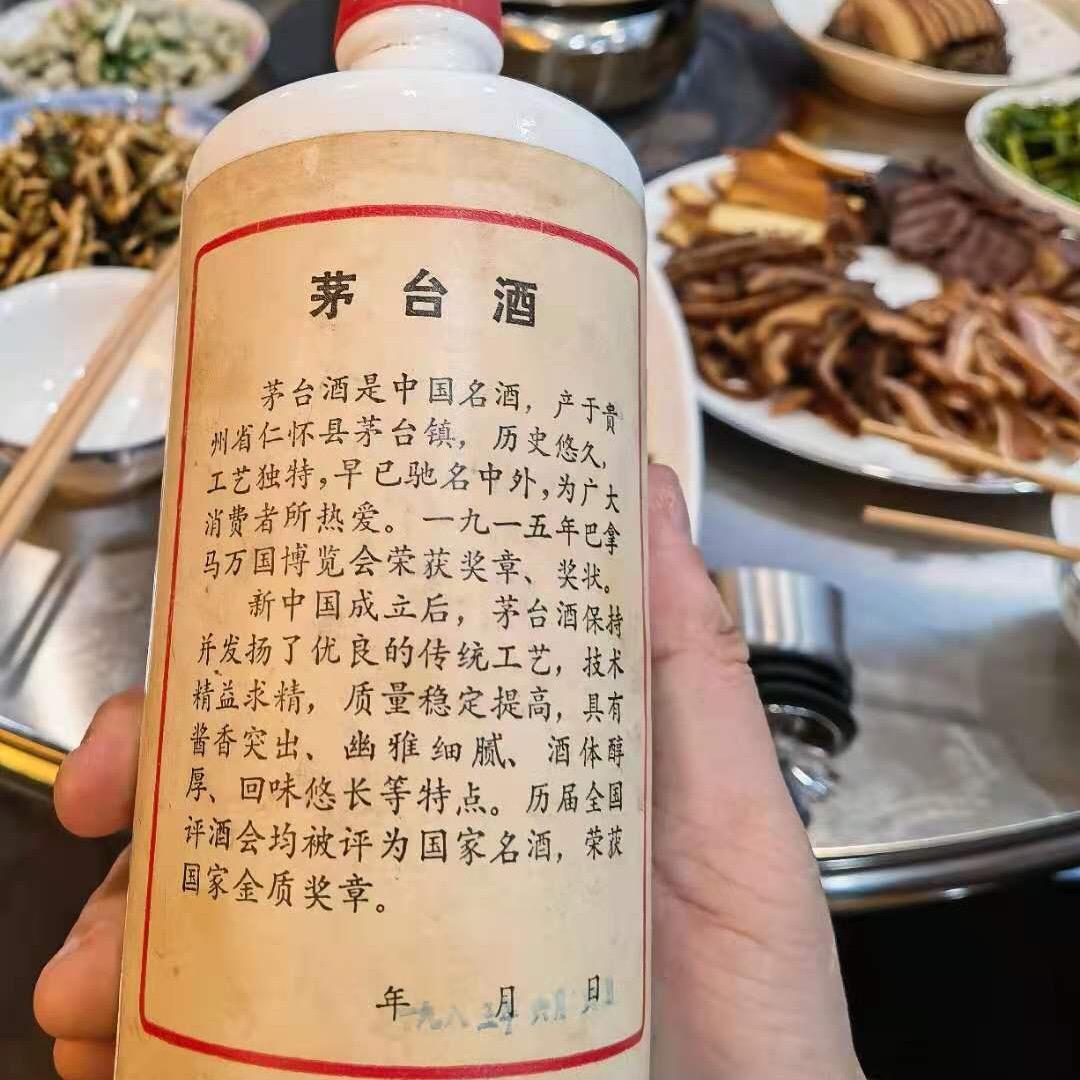 茅台酒
茅台酒是中国名酒，产于贵
州省仁怀县茅台镇，历史悠久，
工艺独特，早已驰名中外，为广大
消费者所热爱。一九一五年巴拿
马万国博览会荣获奖章、奖状。
新中国成立后，茅台酒保持
并发扬了优良的传统工艺，技术
精益求精，质量稳定提高，具有
酱香突出、幽雅细腻、酒体醇
厚、回味悠长等特点。历届全国
评酒会均被评为国家名酒，荣获
国家金质奖章。
年 月 日
一九八三年六月